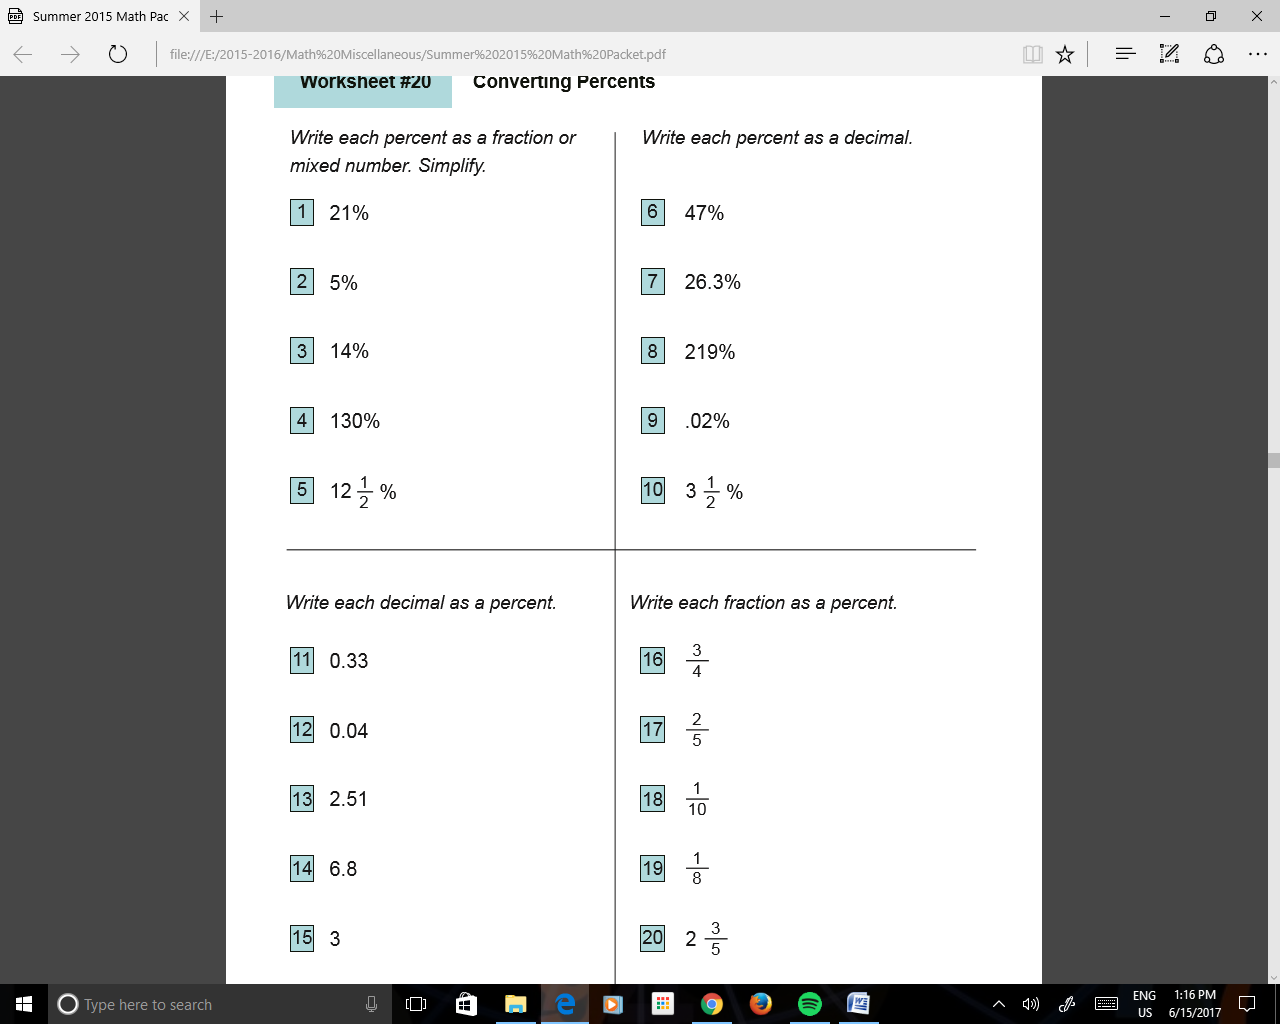 Summer 2015 Math Pac
file:///E:/2015-2016/Math%20Miscellaneous/Summer%202015%20Math%20Packet.pdf
Worksheet #20 Converting Percents
Write each percent as a fraction or
mixed number. Simplify.
1 21%
2 5%
3 14%
4 130%
5 12 1/2 %
Write each percent as a decimal.
6 47%
7 26.3%
8 219%
9 .02%
10 3 1/2 %
Write each decimal as a percent.
11 0.33
12 0.04
13 2.51
14 6.8
15 3
Write each fraction as a percent.
16 3/4
17 2/5
18 1/10
19 1/8
20 2 3/5
Type here to search
ENG
US
1:16 PM
6/15/2017